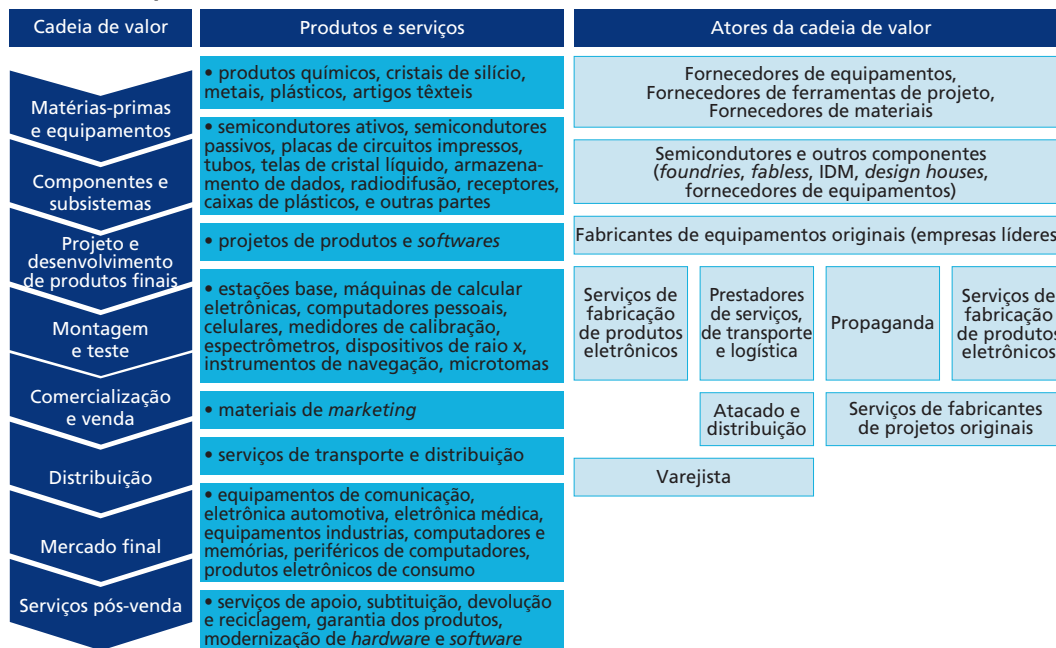 Cadeia de valor
Produtos e serviços
Atores da cadeia de valor
Matérias-primas
e equipamentos
Componentes e
subsistemas
Projeto e
desenvolvimento
de produtos finais
Montagem
e teste
Comercialização
e venda
Distribuição
Mercado final
Serviços pós-venda
• produtos químicos, cristais de silício,
metais, plásticos, artigos têxteis
• semicondutores ativos, semicondutores
passivos, placas de circuitos impressos,
tubos, telas de cristal líquido, armazena-
mento de dados, radiodifusão, receptores,
caixas de plásticos, e outras partes
• projetos de produtos e softwares
• estações base, máquinas de calcular
eletrônicas, computadores pessoais,
celulares, medidores de calibração,
espectrômetros, dispositivos de raio x,
instrumentos de navegação, microtomas
• materiais de marketing
• serviços de transporte e distribuição
• equipamentos de comunicação,
eletrônica automotiva, eletrônica médica,
equipamentos industrias, computadores e
memórias, periféricos de computadores,
produtos eletrônicos de consumo
• serviços de apoio, subtituição, devolução
e reciclagem, garantia dos produtos,
modernização de hardware e software
Fornecedores de equipamentos,
Fornecedores de ferramentas de projeto,
Fornecedores de materiais
Semicondutores e outros componentes
(foundries, fabless, IDM, design houses,
fornecedores de equipamentos)
Fabricantes de equipamentos originais (empresas líderes
Serviços de
fabricação
de produtos
eletrônicos
Prestadores
de serviços,
de transporte
e logística
Propaganda
Serviços de
fabricação
de produtos
eletrônicos
Atacado e
distribuição
Serviços de fabricantes
de projetos originais
Varejista